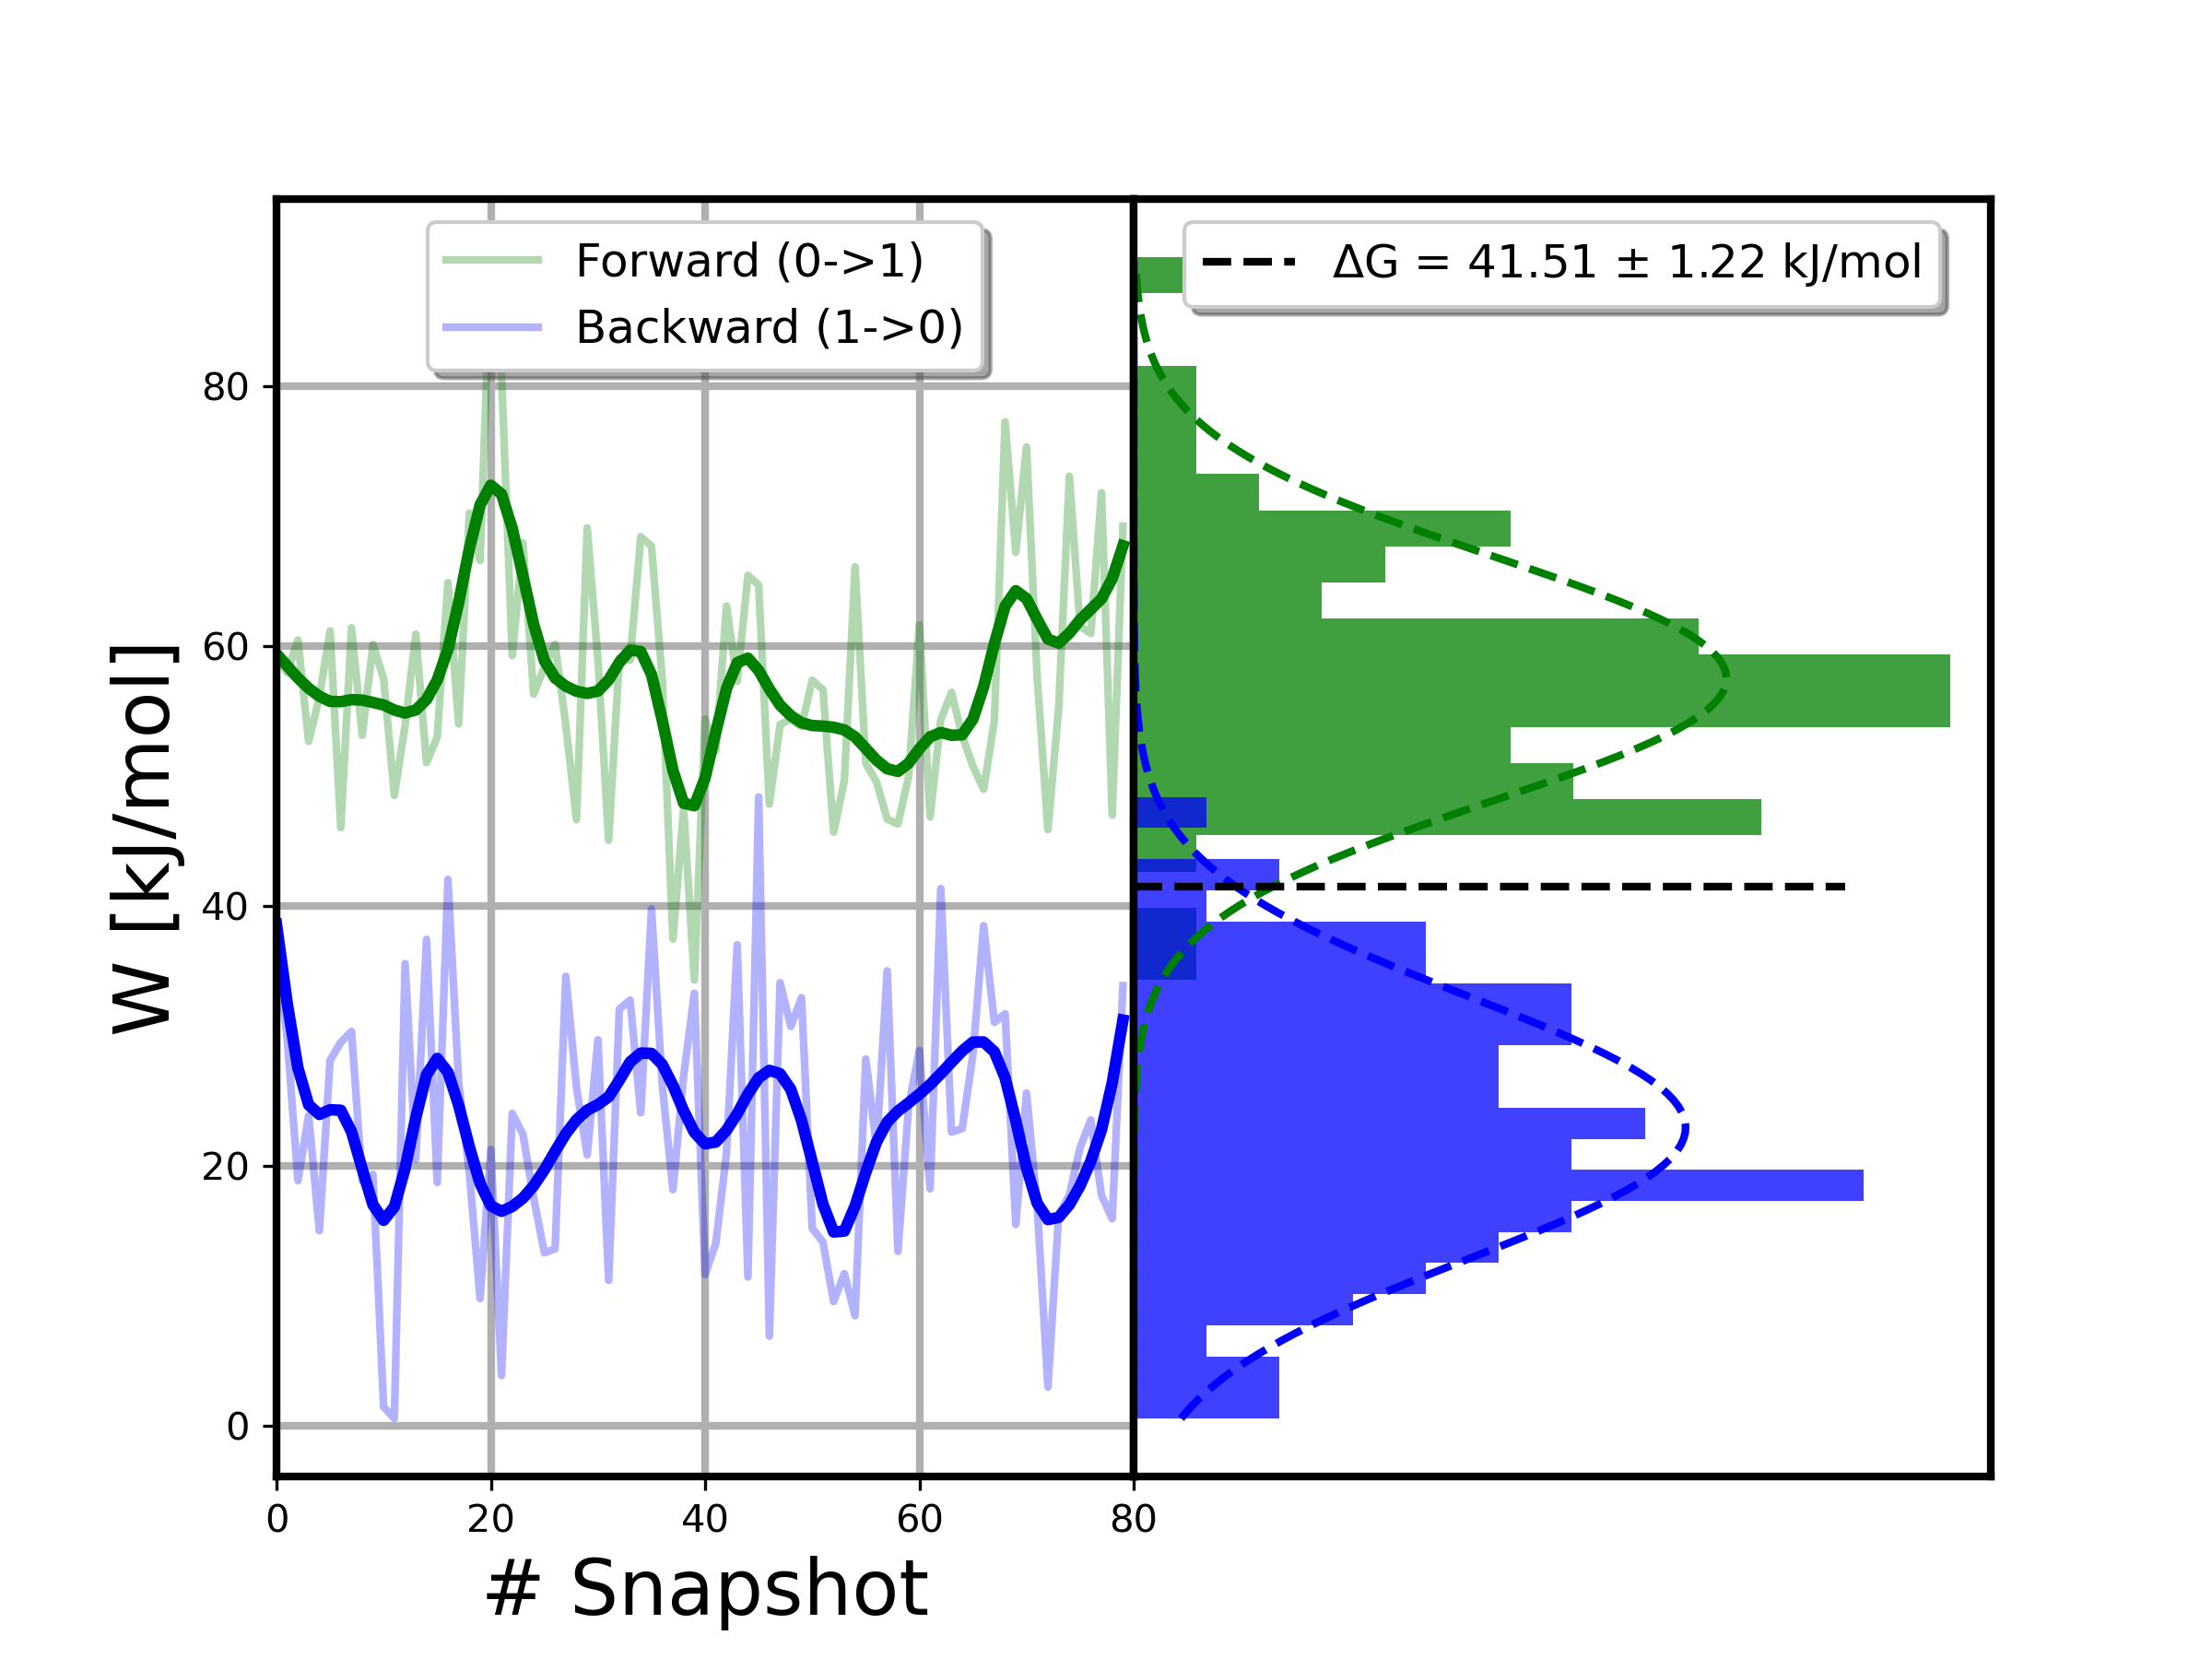 Forward (0->1)
Backward (1->0)
ΔG = 41.51 ± 1.22 kJ/mol
80
60
40
20
0
W [kJ/mol]
0 20 40 60 80
# Snapshot